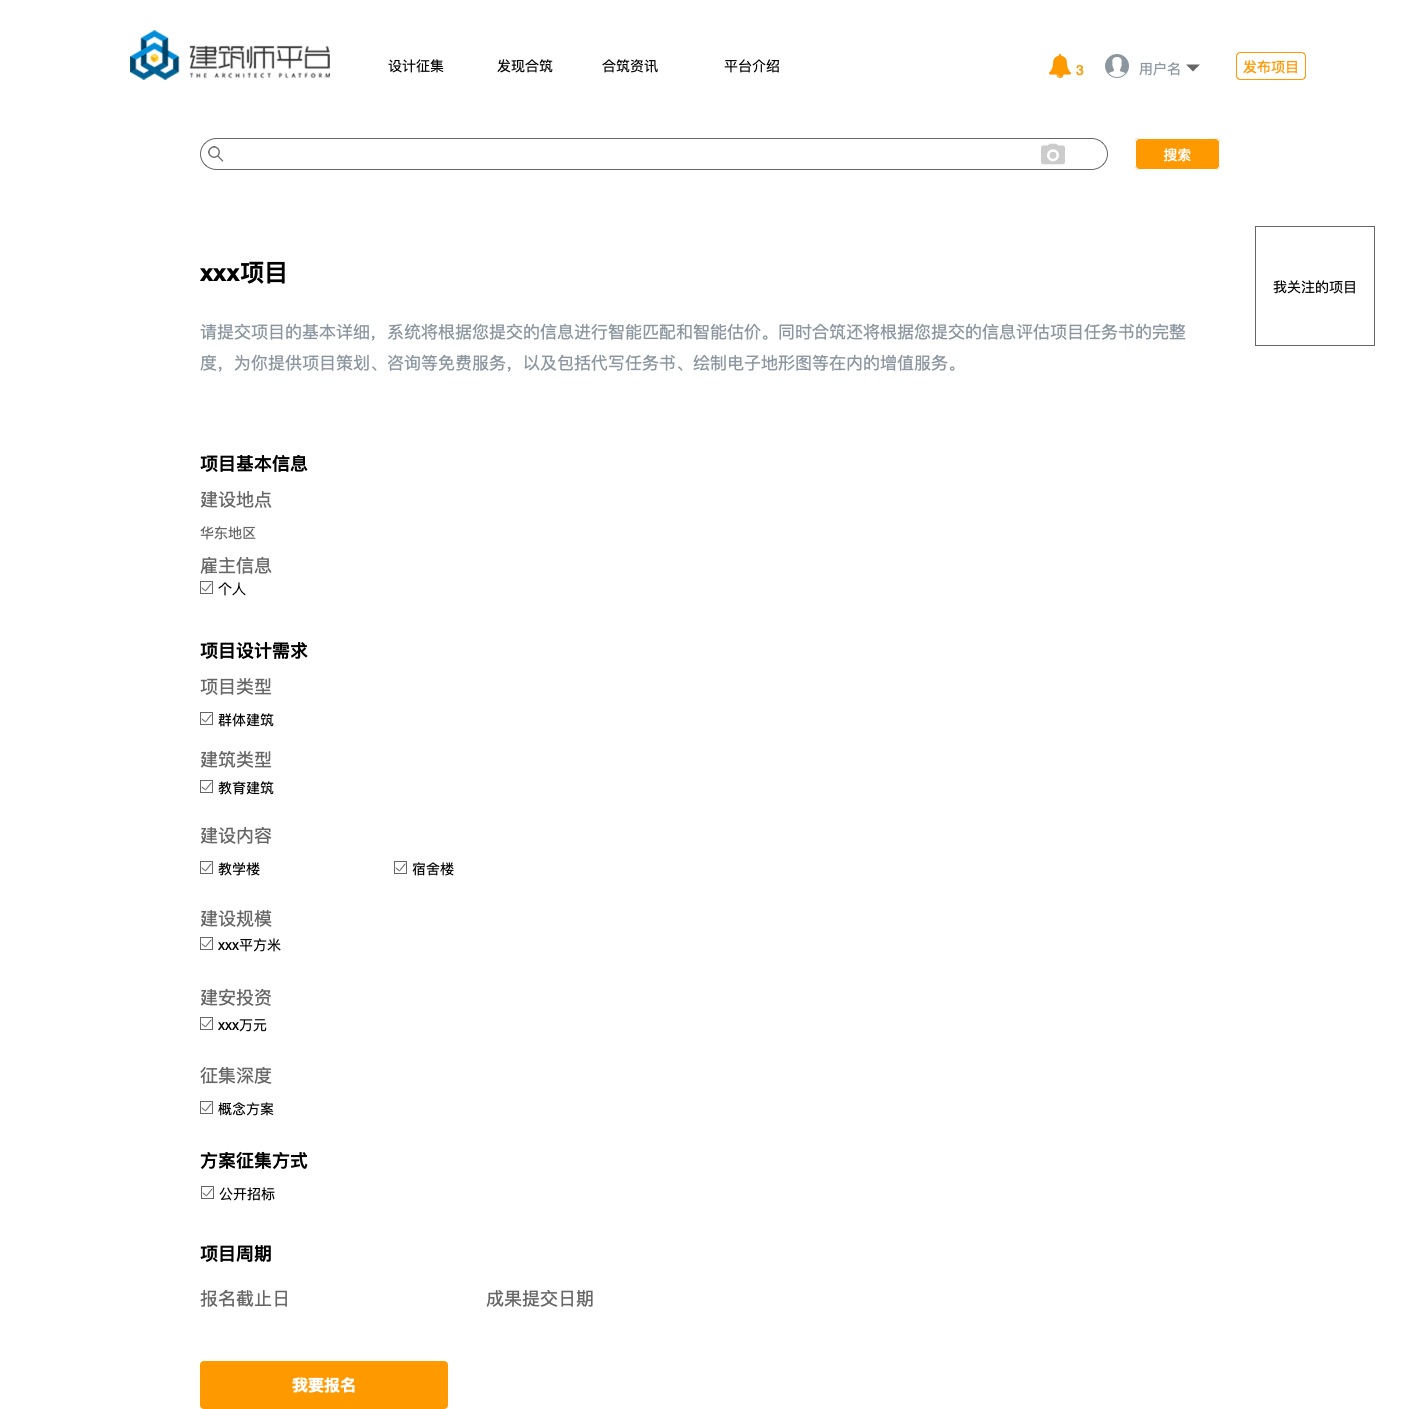 建筑师平台
THE ARCHITECT PLATFORM
设计征集
发现合筑
合筑资讯
平台介绍
3
用户名
发布项目
搜索
我关注的项目
xxx项目
请提交项目的基本详细，系统将根据您提交的信息进行智能匹配和智能估价。同时合筑还将根据您提交的信息评估项目任务书的完整
度，为你提供项目策划、咨询等免费服务，以及包括代写任务书、绘制电子地形图等在内的增值服务。
项目基本信息
建设地点
华东地区
雇主信息
个人
项目设计需求
项目类型
群体建筑
建筑类型
教育建筑
建设内容
教学楼
宿舍楼
建设规模
xxx平方米
建安投资
xxx万元
征集深度
概念方案
方案征集方式
公开招标
项目周期
报名截止日
成果提交日期
我要报名